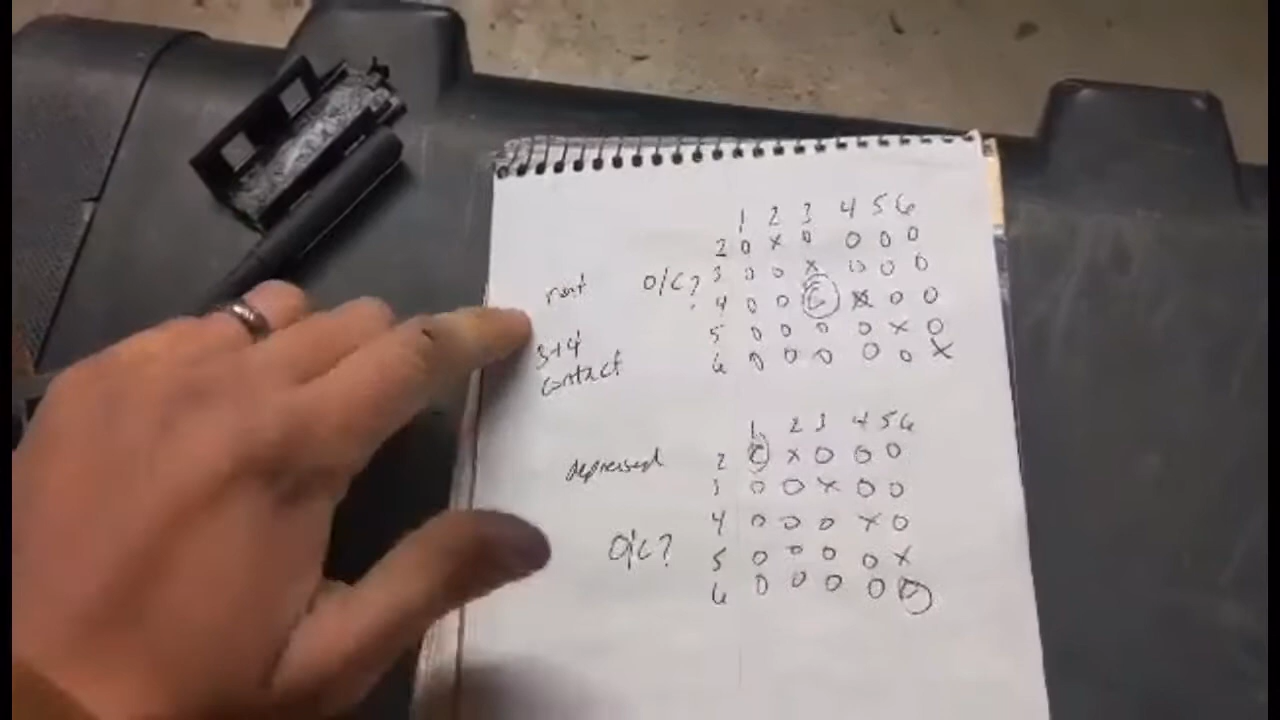 1 2 3 4 5 6
2 0 x 0 0 0 0
rest O/C? 3 0 0 x 0 0 0
4 0 0 C x 0 0
3+4 5 0 0 0 0 x 0
contact 6 0 0 0 0 0 x
1 2 3 4 5 6
depressed 2 C x 0 0 0
3 0 0 x 0 0
4 0 0 0 x 0
O/C? 5 0 0 0 0 x
6 0 0 0 0